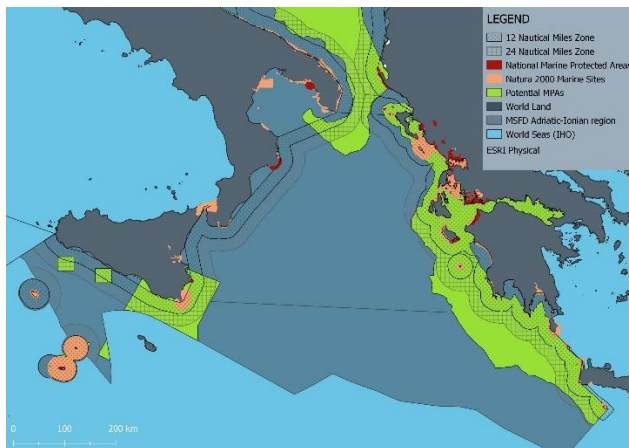 LEGEND
12 Nautical Miles Zone
24 Nautical Miles Zone
National Marine Protected Areas
Natura 2000 Marine Sites
Potential MPAs
World Land
MSFD Adriatic-Ionian region
World Seas (IHO)
ESRI Physical
0 100 200 km